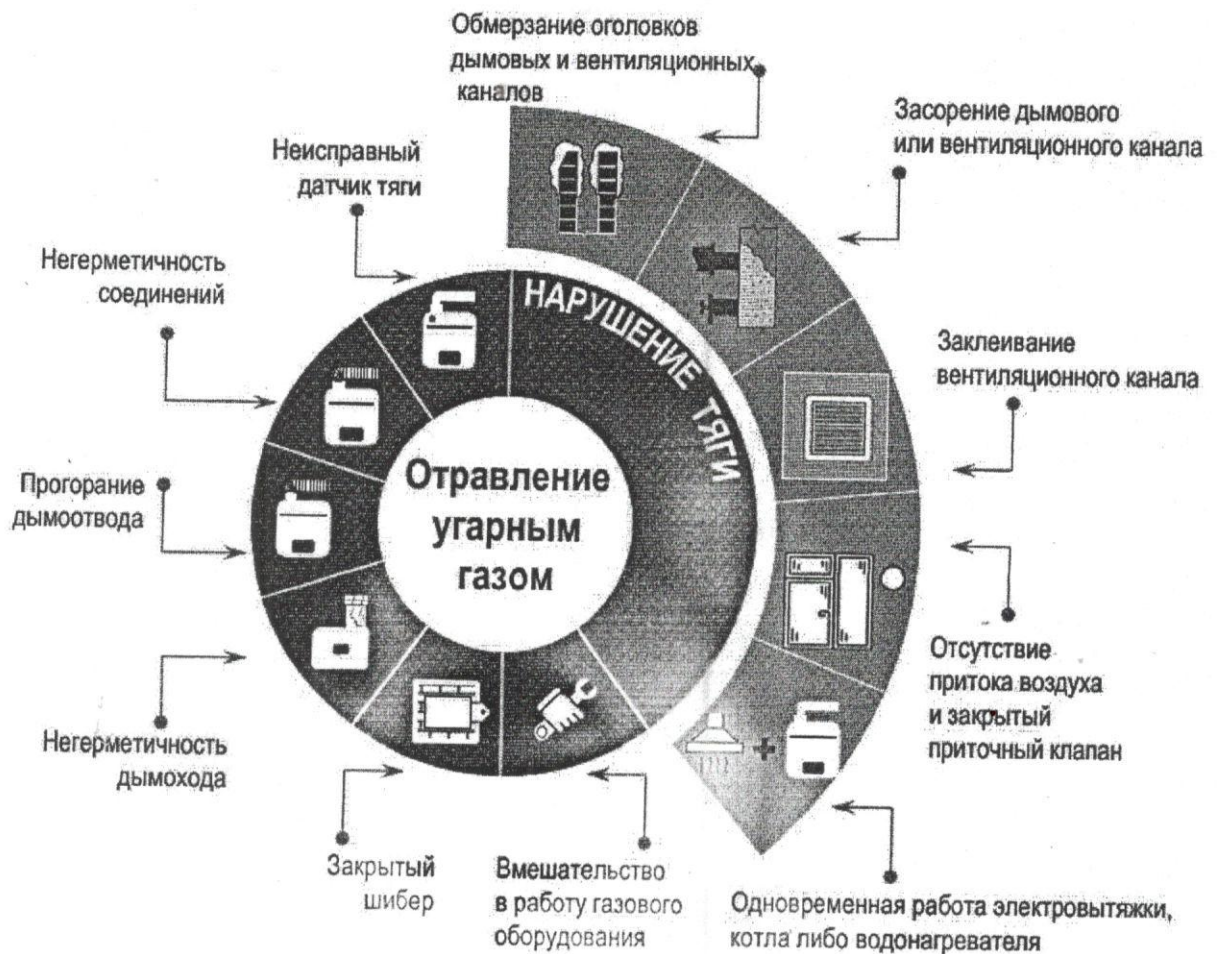 Обмерзание оголовков
дымовых и вентиляционных
каналов
Засорение дымового
или вентиляционного канала
Неисправный
датчик тяги
Негерметичность
соединений
НАРУШЕНИЕ ТЯГИ
Заклеивание
вентиляционного канала
Прогорание
дымоотвода
Отравление
угарным
газом
Отсутствие
притока воздуха
и закрытый
приточный клапан
Негерметичность
дымохода
Закрытый
шибер
Вмешательство
в работу газового
оборудования
Одновременная работа электровытяжки,
котла либо водонагревателя